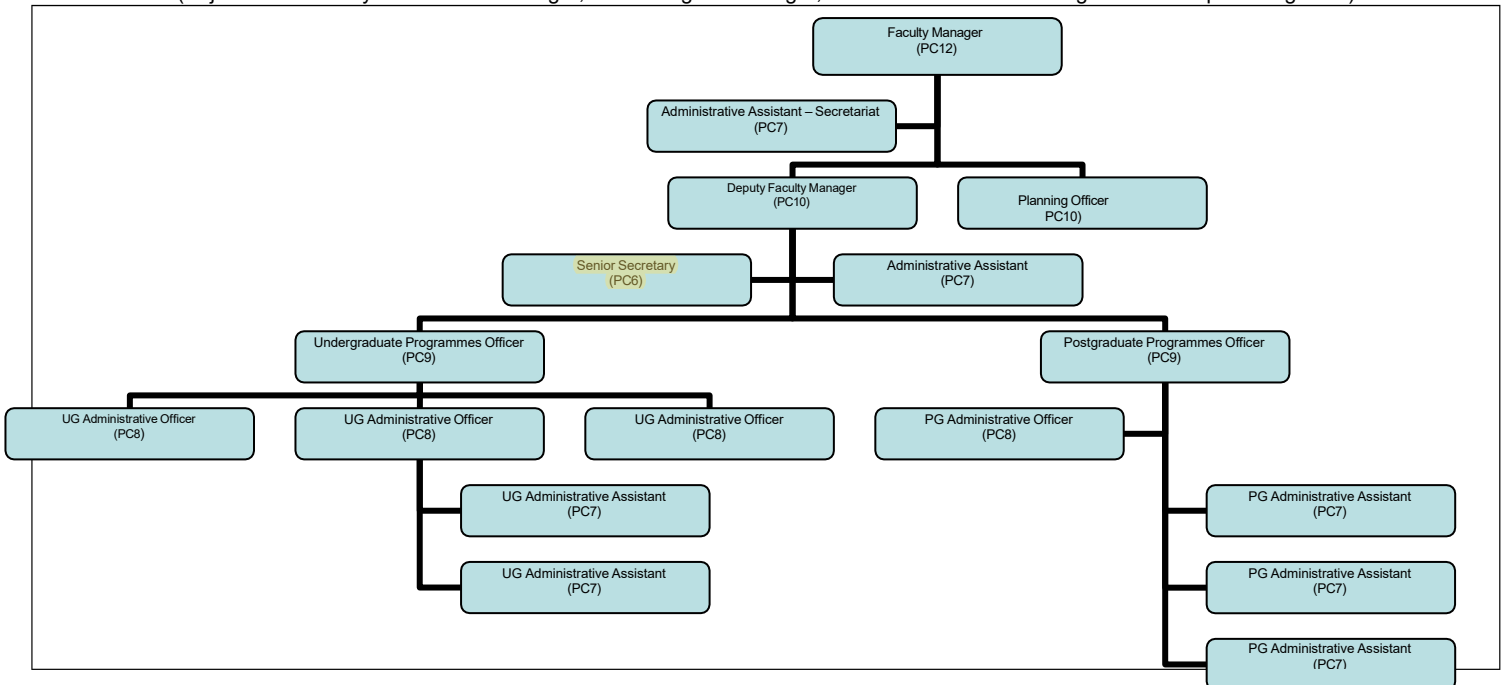 Faculty Manager
(PC12)
Administrative Assistant – Secretariat
(PC7)
Deputy Faculty Manager
(PC10)
Planning Officer
PC10)
Senior Secretary
(PC6)
Administrative Assistant
(PC7)
Undergraduate Programmes Officer
(PC9)
Postgraduate Programmes Officer
(PC9)
UG Administrative Officer
(PC8)
UG Administrative Officer
(PC8)
UG Administrative Officer
(PC8)
PG Administrative Officer
(PC8)
UG Administrative Assistant
(PC7)
PG Administrative Assistant
(PC7)
UG Administrative Assistant
(PC7)
PG Administrative Assistant
(PC7)
PG Administrative Assistant
(PC7)